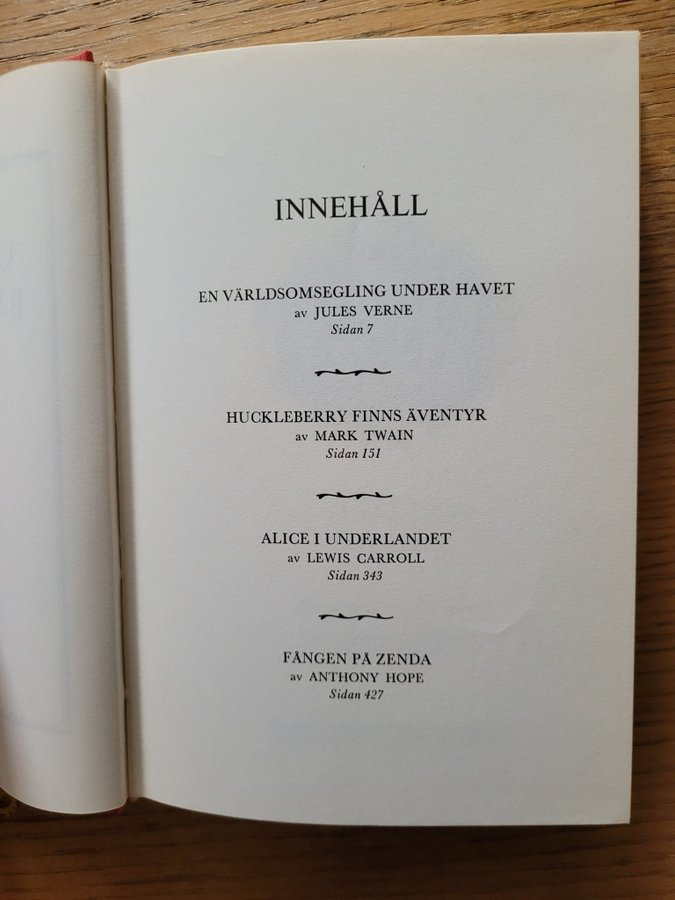 INNEHÅLL
EN VÄRLDSOMSEGLING UNDER HAVET
av JULES VERNE
Sidan 7
HUCKLEBERRY FINNS ÄVENTYR
av MARK TWAIN
Sidan 151
ALICE I UNDERLANDET
av LEWIS CARROLL
Sidan 343
FÅNGEN PÅ ZENDA
av ANTHONY HOPE
Sidan 427